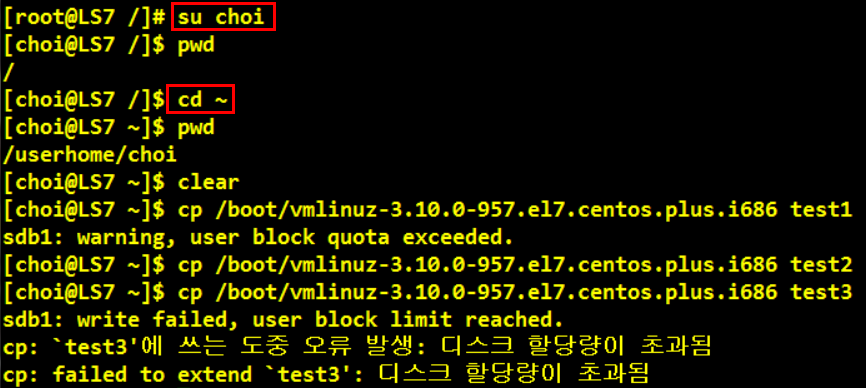 [root@LS7 /]# su choi
[choi@LS7 /]$ pwd
/
[choi@LS7 /]$ cd ~
[choi@LS7 ~]$ pwd
/userhome/choi
[choi@LS7 ~]$ clear
[choi@LS7 ~]$ cp /boot/vmlinuz-3.10.0-957.el7.centos.plus.i686 test1
sdb1: warning, user block quota exceeded.
[choi@LS7 ~]$ cp /boot/vmlinuz-3.10.0-957.el7.centos.plus.i686 test2
[choi@LS7 ~]$ cp /boot/vmlinuz-3.10.0-957.el7.centos.plus.i686 test3
sdb1: write failed, user block limit reached.
cp: `test3'에 쓰는 도중 오류 발생: 디스크 할당량이 초과됨
cp: failed to extend `test3': 디스크 할당량이 초과됨